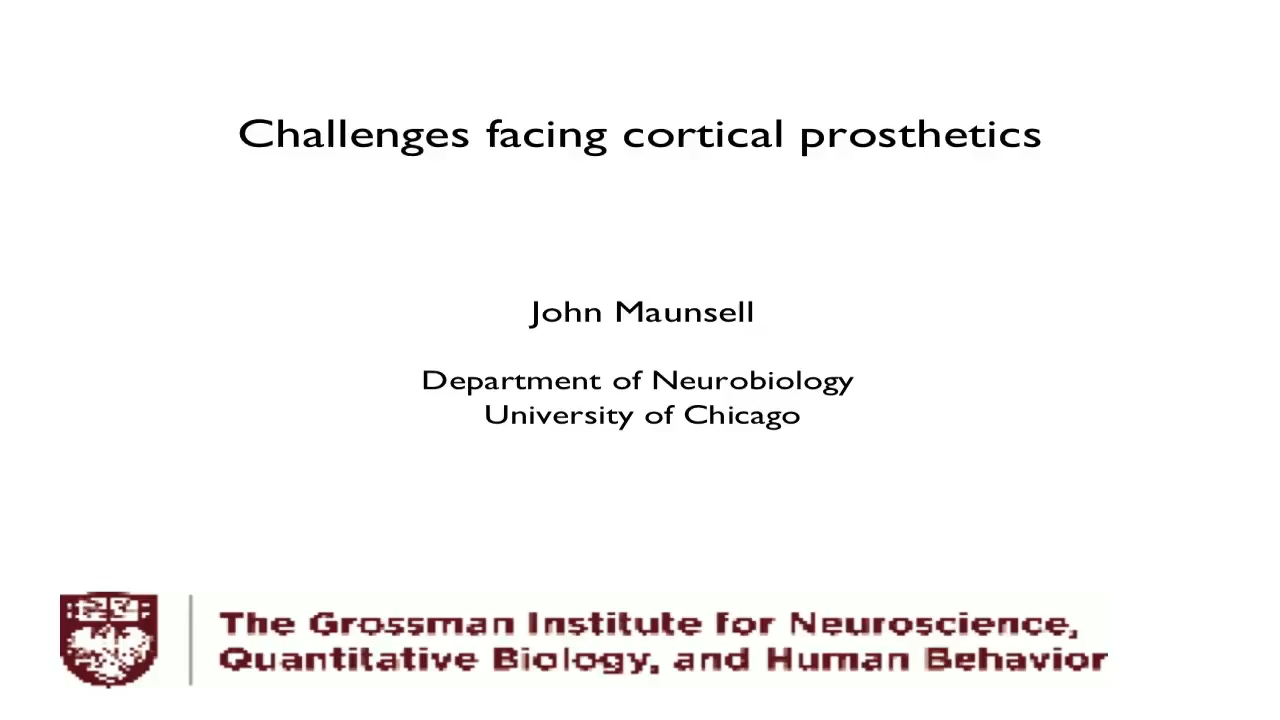 Challenges facing cortical prosthetics
John Maunsell
Department of Neurobiology
University of Chicago
The Grossman Institute for Neuroscience,
Quantitative Biology, and Human Behavior